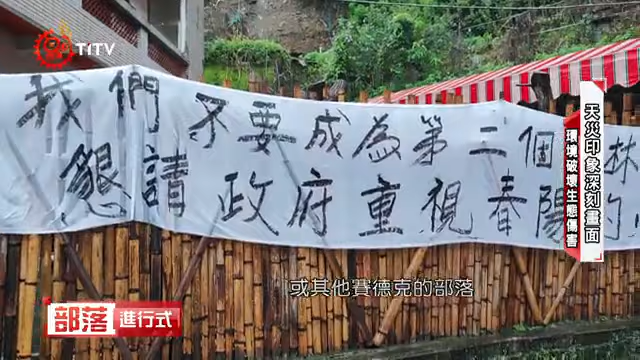 TiTV
我們不要成為第二個林
懇請政府重視春陽的
天災印象深刻畫面
環境破壞生態傷害
或其他賽德克的部落
部落進行式